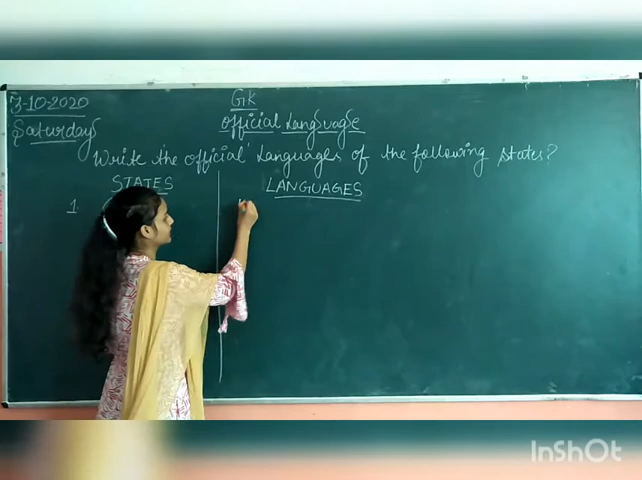 3-10-2020
Saturday
GK
official Language
Write the official Languages of the following States?
STATES
LANGUAGES
1.
InShOt